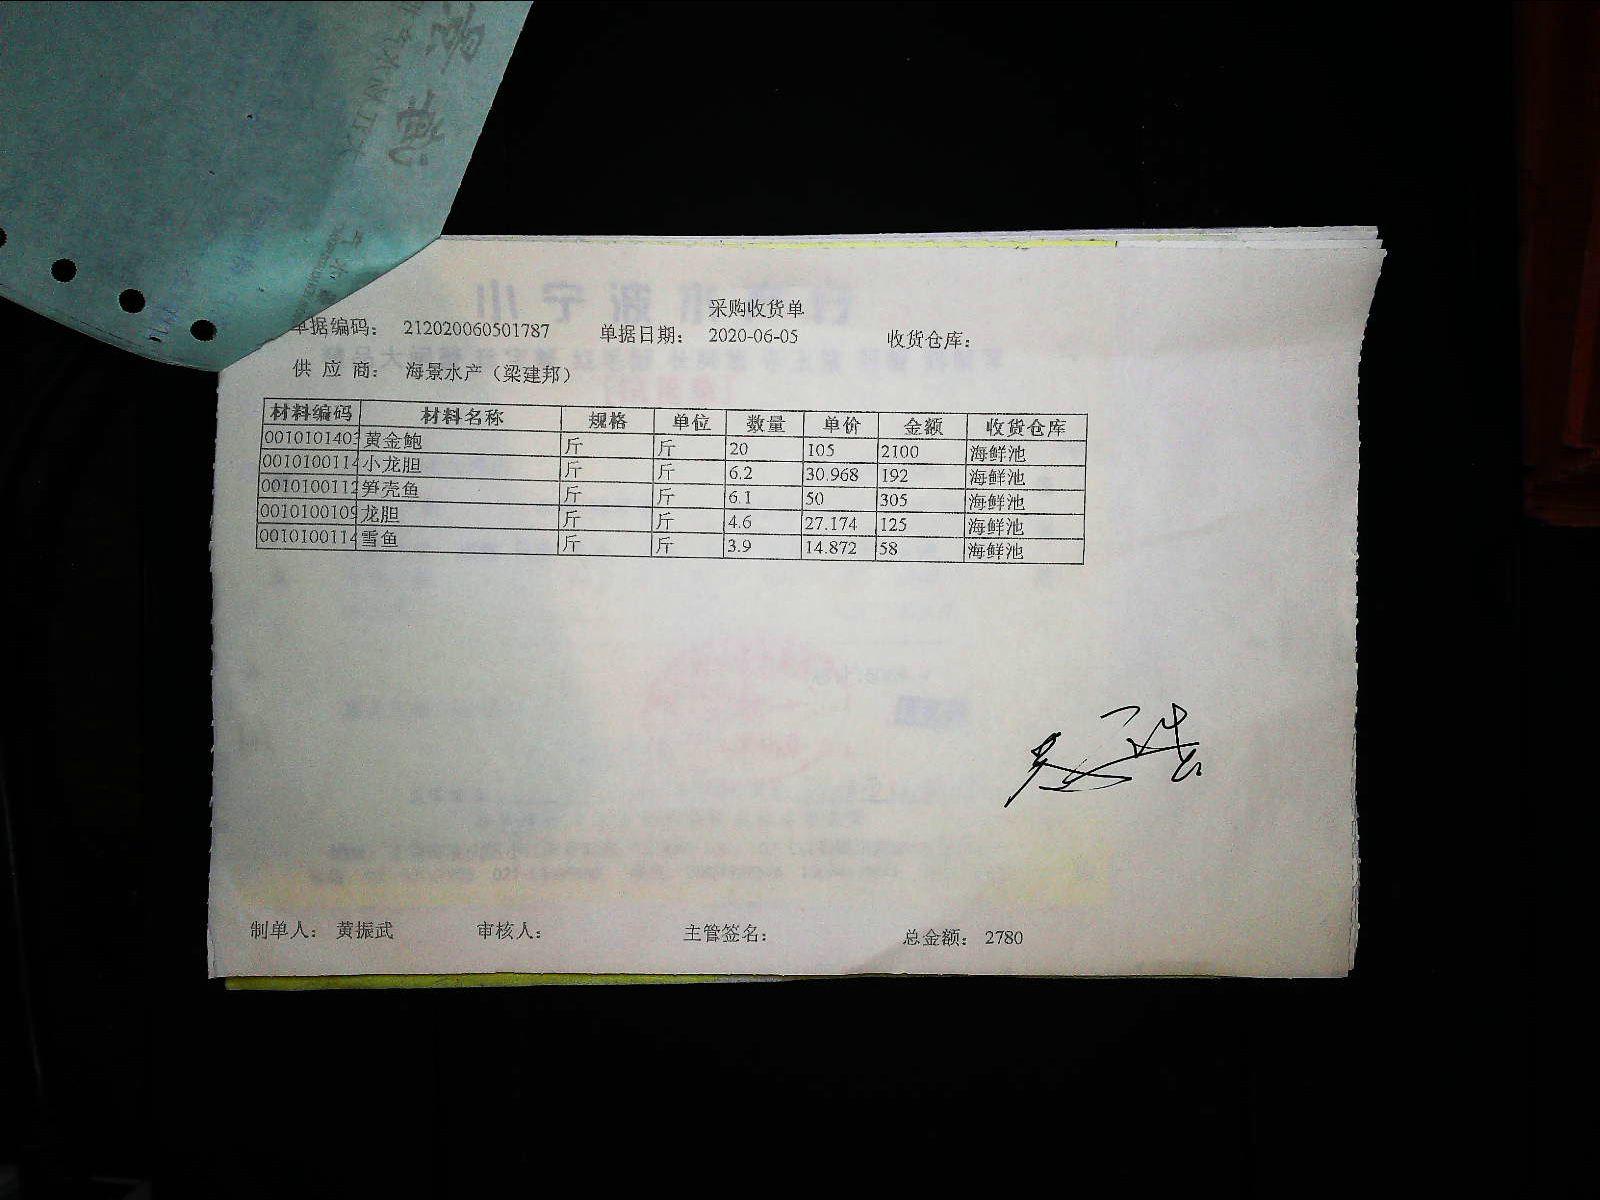 采购收货单
单据编码: 212020060501787 单据日期: 2020-06-05 收货仓库:
供 应 商: 海景水产（梁建邦）
材料编码 材料名称 规格 单位 数量 单价 金额 收货仓库
0010101403 黄金鲍 斤 斤 20 105 2100 海鲜池
0010100114 小龙胆 斤 斤 6.2 30.968 192 海鲜池
0010100112 笋壳鱼 斤 斤 6.1 50 305 海鲜池
0010100109 龙胆 斤 斤 4.6 27.174 125 海鲜池
0010100114 雪鱼 斤 斤 3.9 14.872 58 海鲜池
制单人: 黄振武 审核人: 主管签名: 总金额: 2780